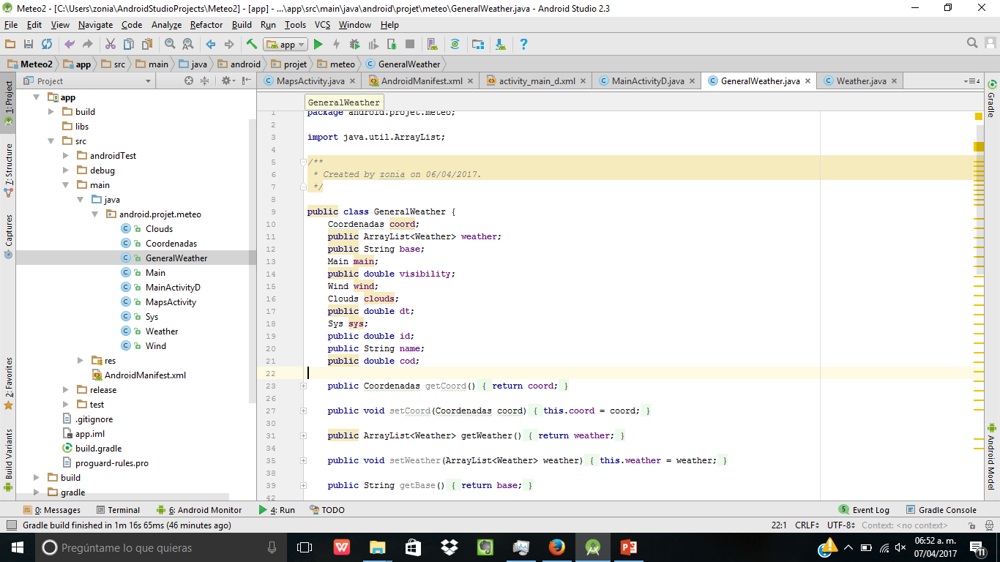 Meteo2 - [C:\Users\zonia\AndroidStudioProjects\Meteo2] - [app] - ...\app\src\main\java\android\projet\meteo\GeneralWeather.java - Android Studio 2.3
File Edit View Navigate Code Analyze Refactor Build Run Tools VCS Window Help
app
Meteo2 app src main java android projet meteo GeneralWeather
Project
MapsActivity.java AndroidManifest.xml activity_main_d.xml MainActivityD.java GeneralWeather.java Weather.java
4
1: Project
7: Structure
Captures
2: Favorites
Build Variants
app
build
libs
src
androidTest
debug
main
java
android.projet.meteo
Clouds
Coordenadas
GeneralWeather
Main
MainActivityD
MapsActivity
Sys
Weather
Wind
res
AndroidManifest.xml
release
test
.gitignore
app.iml
build.gradle
proguard-rules.pro
build
gradle
GeneralWeather
1 package android.projet.meteo;
2
3 import java.util.ArrayList;
4
5 /**
6 * Created by zonia on 06/04/2017.
7 */
8
9 public class GeneralWeather {
10 Coordenadas coord;
11 public ArrayList<Weather> weather;
12 public String base;
13 Main main;
14 public double visibility;
15 Wind wind;
16 Clouds clouds;
17 public double dt;
18 Sys sys;
19 public double id;
20 public String name;
21 public double cod;
22
23 public Coordenadas getCoord() { return coord; }
26
27 public void setCoord(Coordenadas coord) { this.coord = coord; }
30
31 public ArrayList<Weather> getWeather() { return weather; }
34
35 public void setWeather(ArrayList<Weather> weather) { this.weather = weather; }
38
39 public String getBase() { return base; }
42
Gradle
Android Model
0: Messages Terminal 6: Android Monitor 4: Run TODO 5 Event Log Gradle Console
Gradle build finished in 1m 16s 65ms (46 minutes ago) 22:1 CRLF UTF-8 Context: <no context>
Pregúntame lo que quieras
06:52 a. m.
07/04/2017
11